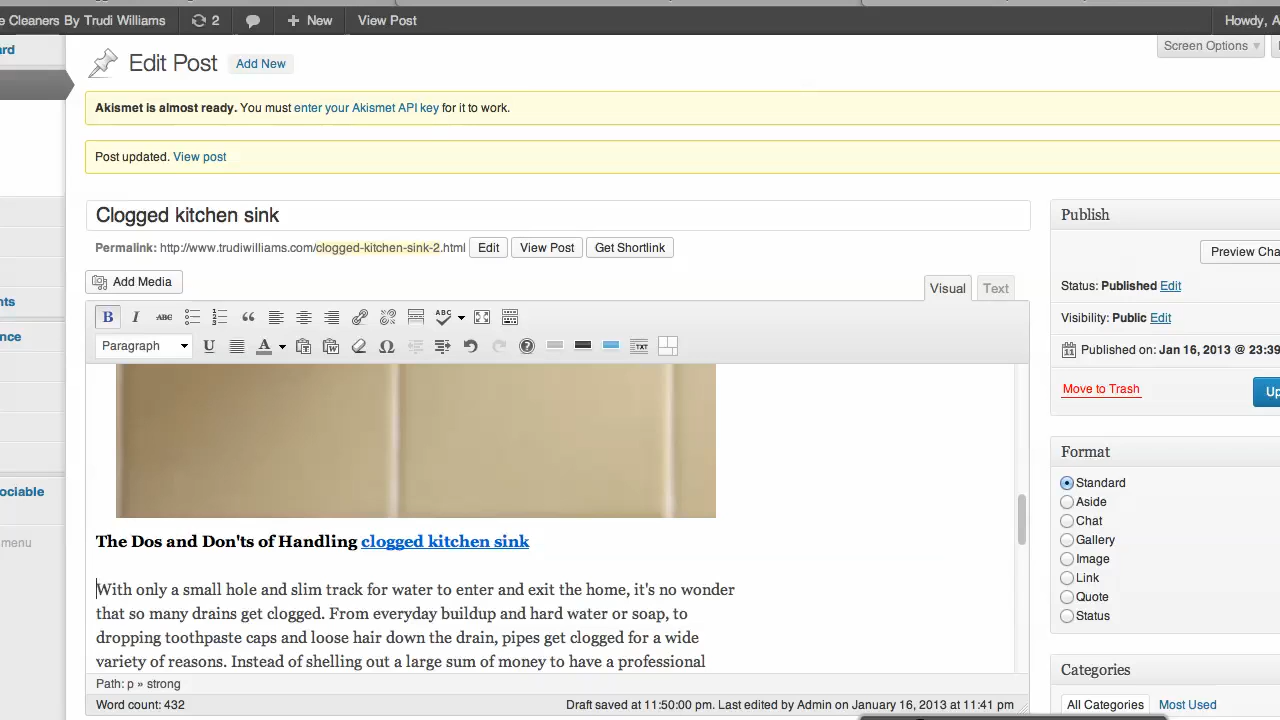 e Cleaners By Trudi Williams 2 New View Post Howdy, A
Edit Post Add New Screen Options
Akismet is almost ready. You must enter your Akismet API key for it to work.
Post updated. View post
Clogged kitchen sink
Permalink: http://www.trudiwilliams.com/clogged-kitchen-sink-2.html Edit View Post Get Shortlink
Add Media
Visual Text
B I ABC ABC
Paragraph U A TXT
The Dos and Don'ts of Handling clogged kitchen sink
With only a small hole and slim track for water to enter and exit the home, it's no wonder
that so many drains get clogged. From everyday buildup and hard water or soap, to
dropping toothpaste caps and loose hair down the drain, pipes get clogged for a wide
variety of reasons. Instead of shelling out a large sum of money to have a professional
Path: p » strong
Word count: 432 Draft saved at 11:50:00 pm. Last edited by Admin on January 16, 2013 at 11:41 pm
Publish
Preview Cha
Status: Published Edit
Visibility: Public Edit
Published on: Jan 16, 2013 @ 23:39
Move to Trash Up
Format
Standard
Aside
Chat
Gallery
Image
Link
Quote
Status
Categories
All Categories Most Used
ard
nts
nce
ociable
menu